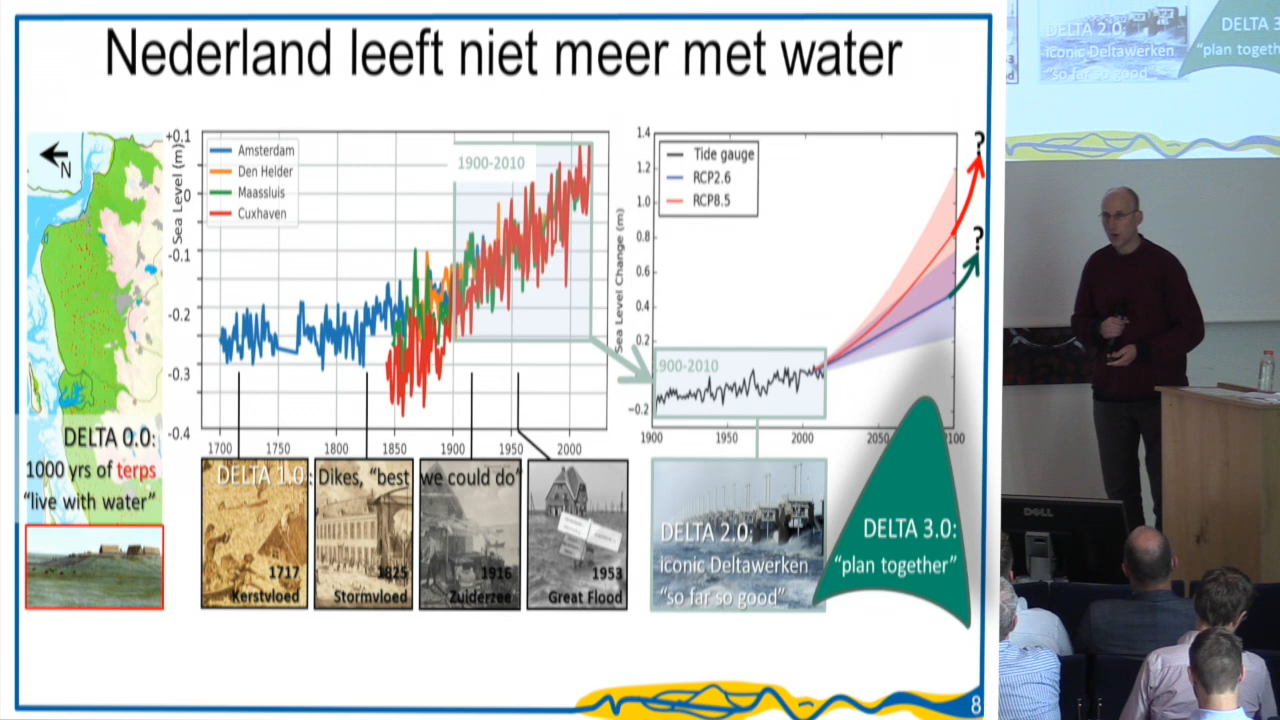 Nederland leeft niet meer met water
N
DELTA 0.0:
1000 yrs of terps
"live with water"
Sea Level (m)
+0.1
0
-0.1
-0.2
-0.3
-0.4
Amsterdam
Den Helder
Maassluis
Cuxhaven
1900-2010
1700
1750
1800
1850
1900
1950
2000
DELTA 1.0: Dikes, "best we could do"
1717
Kerstvloed
1825
Stormvloed
1916
Zuiderzee
1953
Great Flood
Sea Level Change (m)
1.4
1.2
1.0
0.8
0.6
0.4
0.2
−0.2
Tide gauge
RCP2.6
RCP8.5
?
?
1900-2010
1900
1950
2000
2050
2100
DELTA 2.0:
iconic Deltawerken
"so far so good"
DELTA 3.0:
"plan together"
8
DELTA 2.0:
iconic Deltawerken
"so far so good"
DELTA 3
"plan togeth
DELL